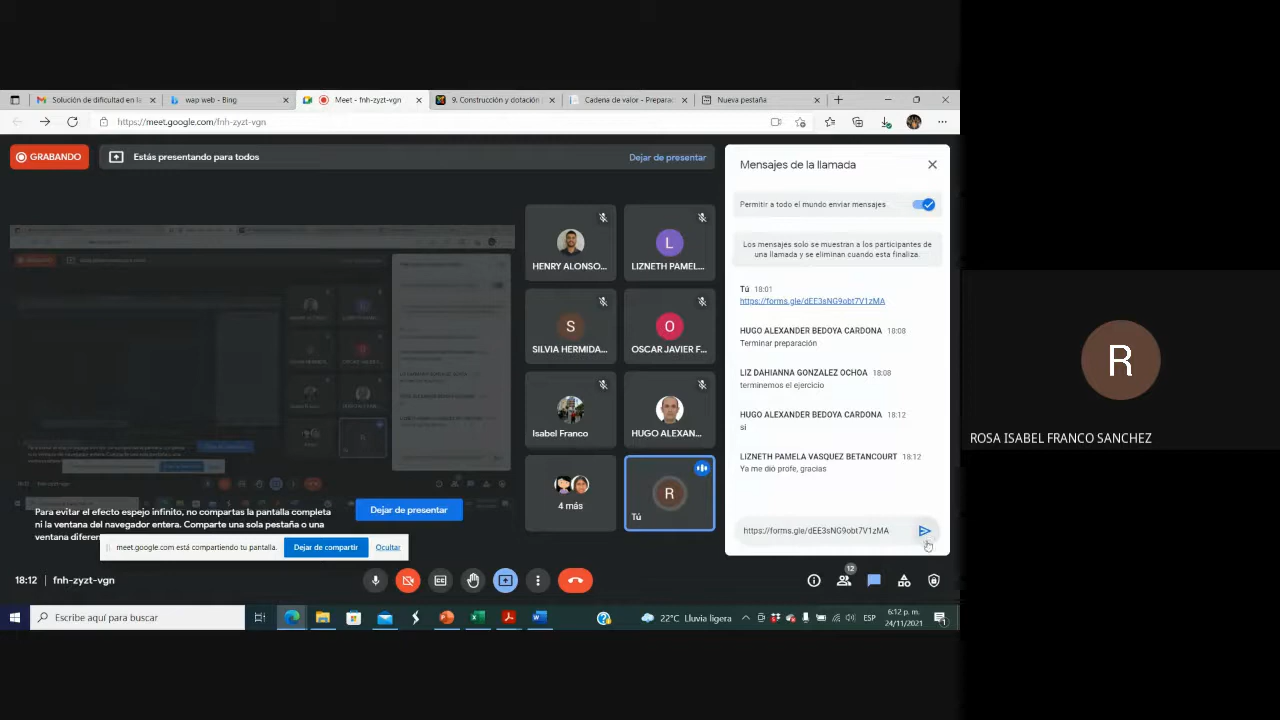 Solución de dificultad en la
wap web - Bing
Meet - fnh-zyzt-vgn
9. Construcción y dotación
Cadena de valor - Preparac
Nueva pestaña
https://meet.google.com/fnh-zyzt-vgn
GRABANDO
Estás presentando para todos
Dejar de presentar
Mensajes de la llamada
Permitir a todo el mundo enviar mensajes
Los mensajes solo se muestran a los participantes de
una llamada y se eliminan cuando esta finaliza.
Tú 18:01
https://forms.gle/dEE3sNG9obt7V1zMA
HUGO ALEXANDER BEDOYA CARDONA 18:08
Terminar preparación
LIZ DAHIANNA GONZALEZ OCHOA 18:08
terminemos el ejercicio
HUGO ALEXANDER BEDOYA CARDONA 18:12
si
LIZNETH PAMELA VASQUEZ BETANCOURT 18:12
Ya me dió profe, gracias
https://forms.gle/dEE3sNG9obt7V1zMA
HENRY ALONSO...
L
LIZNETH PAMEL...
S
SILVIA HERMIDA...
O
OSCAR JAVIER F...
Isabel Franco
HUGO ALEXAN...
4 más
R
Tú
Para evitar el efecto espejo infinito, no compartas la pantalla completa
ni la ventana del navegador entera. Comparte una sola pestaña o una
ventana diferen
Dejar de presentar
meet.google.com está compartiendo tu pantalla.
Dejar de compartir
Ocultar
18:12 | fnh-zyzt-vgn
12
Escribe aquí para buscar
22°C Lluvia ligera
ESP
6:12 p. m.
24/11/2021
1
R
ROSA ISABEL FRANCO SANCHEZ